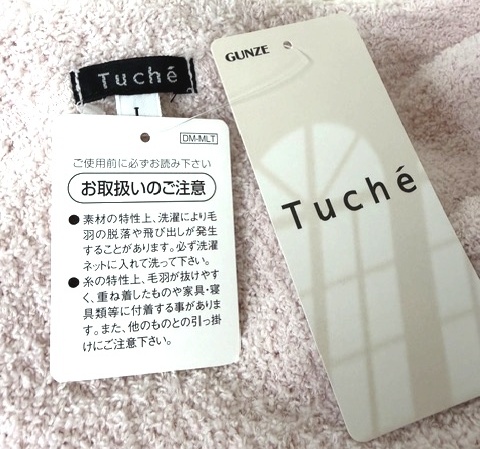 Tuché
L
DM-MLT
ご使用前に必ずお読み下さい
お取扱いのご注意
●素材の特性上、洗濯により毛
羽の脱落や飛び出しが発生
することがあります。必ず洗濯
ネットに入れて洗って下さい。
●糸の特性上、毛羽が抜けやす
く、重ね着したものや家具・寝
具類等に付着する事がありま
す。また、他のものとの引っ掛
けにご注意下さい。
GUNZE
Tuché